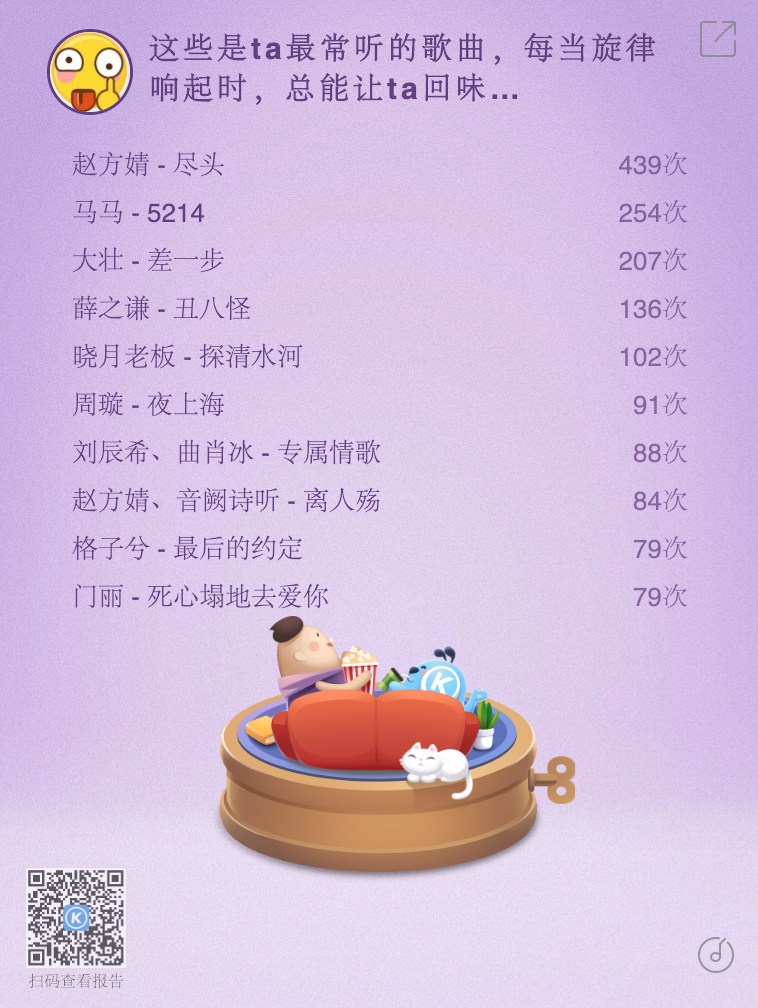 这些是ta最常听的歌曲，每当旋律
响起时，总能让ta回味...
赵方婧 - 尽头 439次
马马 - 5214 254次
大壮 - 差一步 207次
薛之谦 - 丑八怪 136次
晓月老板 - 探清水河 102次
周璇 - 夜上海 91次
刘辰希、曲肖冰 - 专属情歌 88次
赵方婧、音阙诗听 - 离人殇 84次
格子兮 - 最后的约定 79次
门丽 - 死心塌地去爱你 79次
K
P
K
扫码查看报告